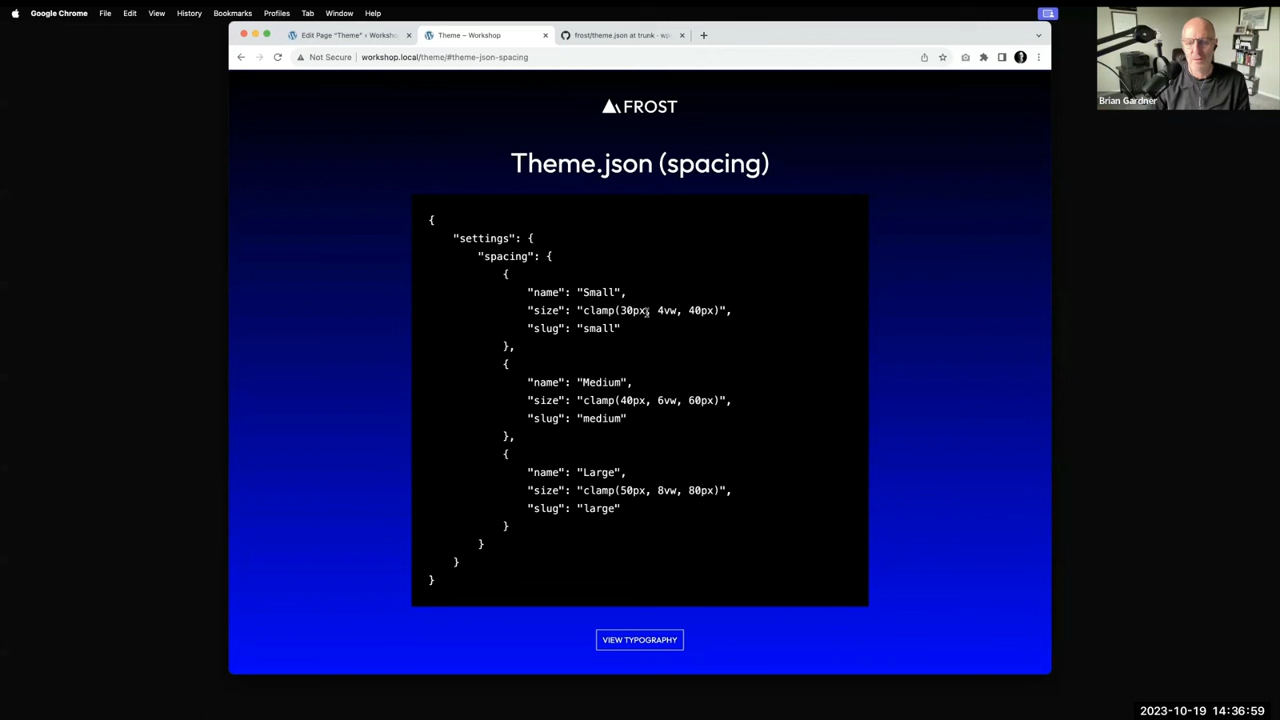 Google Chrome File Edit View History Bookmarks Profiles Tab Window Help
Edit Page "Theme" ‹ Worksho
Theme – Workshop
frost/theme.json at trunk · wp
Not Secure workshop.local/theme/#theme-json-spacing
Brian Gardner
FROST
Theme.json (spacing)
{
"settings": {
"spacing": {
{
"name": "Small",
"size": "clamp(30px, 4vw, 40px)",
"slug": "small"
},
{
"name": "Medium",
"size": "clamp(40px, 6vw, 60px)",
"slug": "medium"
},
{
"name": "Large",
"size": "clamp(50px, 8vw, 80px)",
"slug": "large"
}
}
}
}
VIEW TYPOGRAPHY
2023-10-19 14:36:59